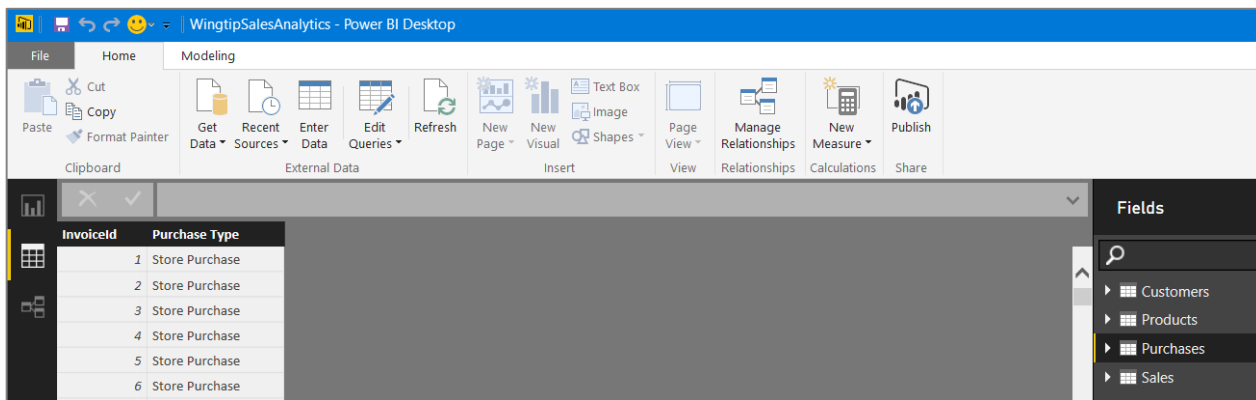 WingtipSalesAnalytics - Power BI Desktop
File Home Modeling
Cut
Copy
Format Painter
Paste
Get Data
Recent Sources
Enter Data
Edit Queries
Refresh
New Page
New Visual
Text Box
Image
Shapes
Page View
Manage Relationships
New Measure
Publish
Clipboard External Data Insert View Relationships Calculations Share
Fields
InvoiceId Purchase Type
1 Store Purchase
2 Store Purchase
3 Store Purchase
4 Store Purchase
5 Store Purchase
6 Store Purchase
Customers
Products
Purchases
Sales